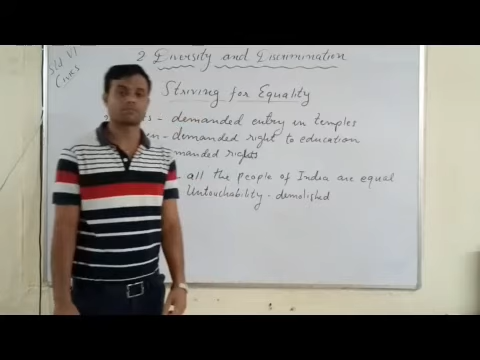 Std VI
Civics
2 Diversity and Discrimination
Striving for Equality
- demanded entry in temples
- demanded right to education
manded rights
- all the people of India are equal
Untouchability - demolished